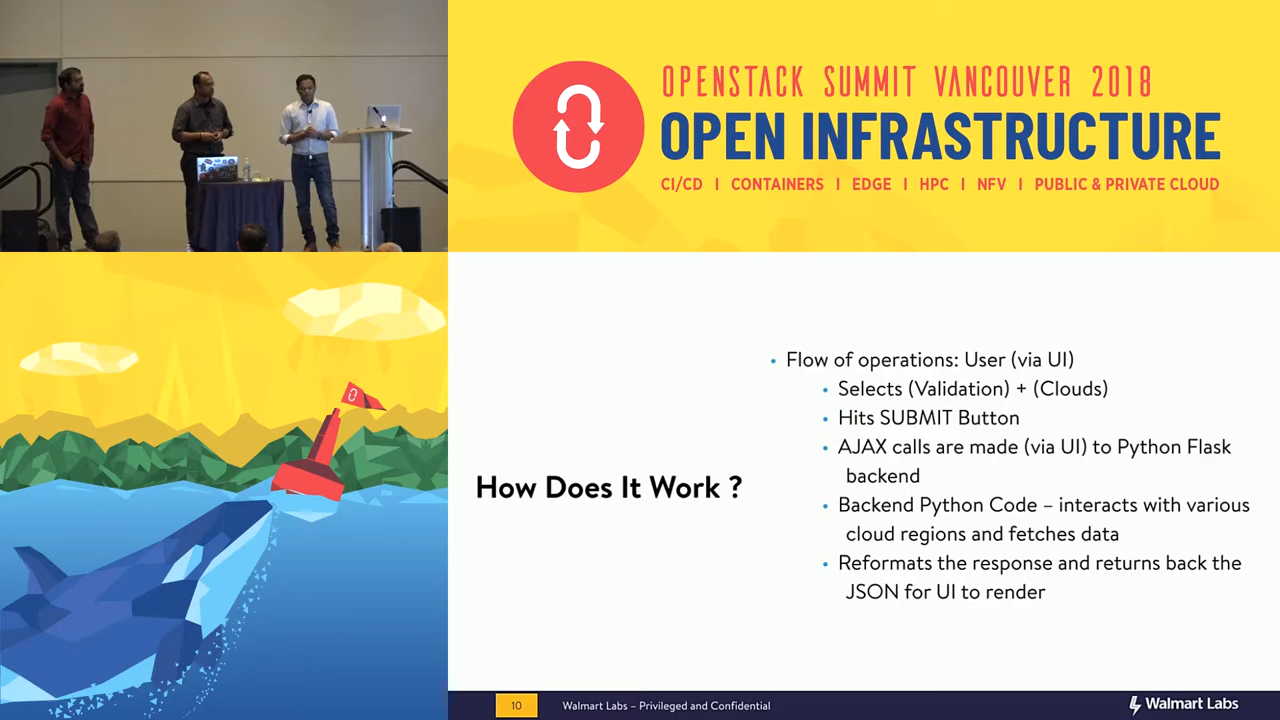 OPENSTACK SUMMIT VANCOUVER 2018
OPEN INFRASTRUCTURE
CI/CD | CONTAINERS | EDGE | HPC | NFV | PUBLIC & PRIVATE CLOUD
How Does It Work ?
• Flow of operations: User (via UI)
• Selects (Validation) + (Clouds)
• Hits SUBMIT Button
• AJAX calls are made (via UI) to Python Flask
backend
• Backend Python Code – interacts with various
cloud regions and fetches data
• Reformats the response and returns back the
JSON for UI to render
10
Walmart Labs – Privileged and Confidential
Walmart Labs